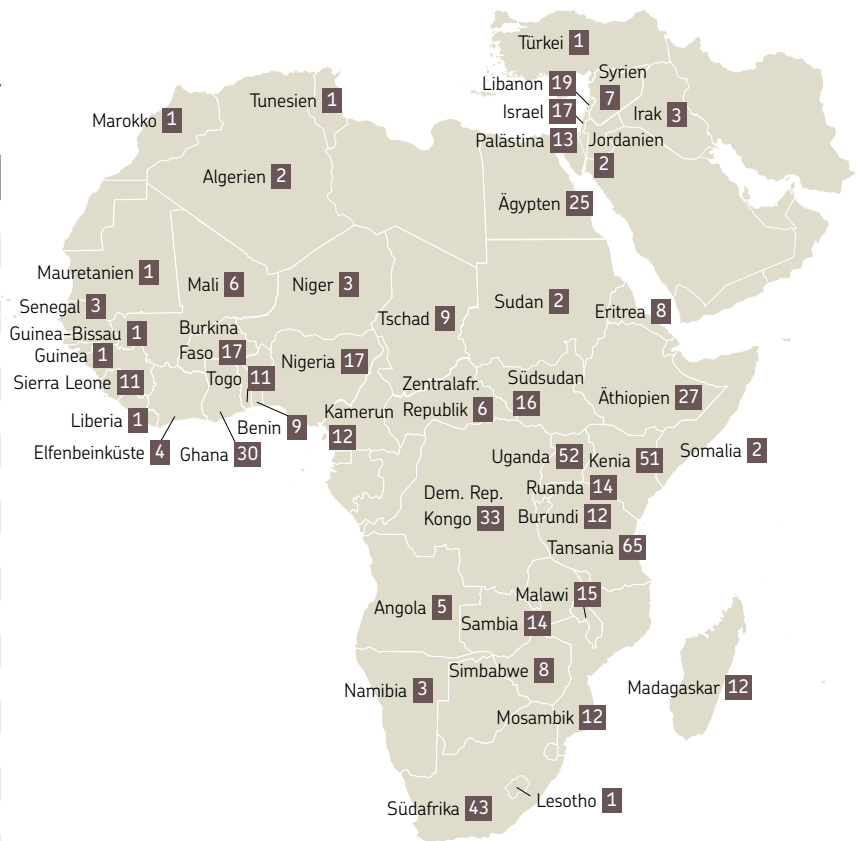 Türkei 1
Syrien
7
Libanon 19
Israel 17
Irak 3
Palästina 13
Jordanien
2
Tunesien 1
Marokko 1
Algerien 2
Ägypten 25
Mauretanien 1
Mali 6
Niger 3
Tschad 9
Sudan 2
Eritrea 8
Senegal 3
Guinea-Bissau 1
Guinea 1
Burkina
Faso 17
Sierra Leone 11
Togo 11
Nigeria 17
Zentralafr.
Republik 6
Südsudan
16
Äthiopien 27
Liberia 1
Elfenbeinküste 4
Ghana 30
Benin 9
Kamerun
12
Somalia 2
Uganda 52
Kenia 51
Ruanda 14
Dem. Rep.
Kongo 33
Burundi 12
Tansania 65
Malawi 15
Angola 5
Sambia 14
Simbabwe 8
Namibia 3
Madagaskar 12
Mosambik 12
Südafrika 43
Lesotho 1